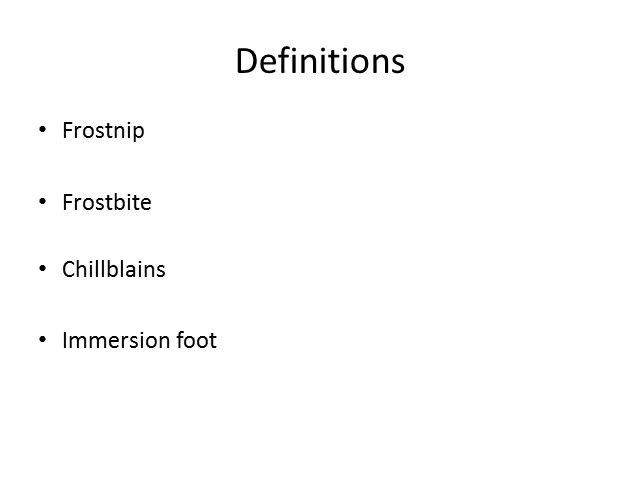 Definitions
• Frostnip
• Frostbite
• Chillblains
• Immersion foot